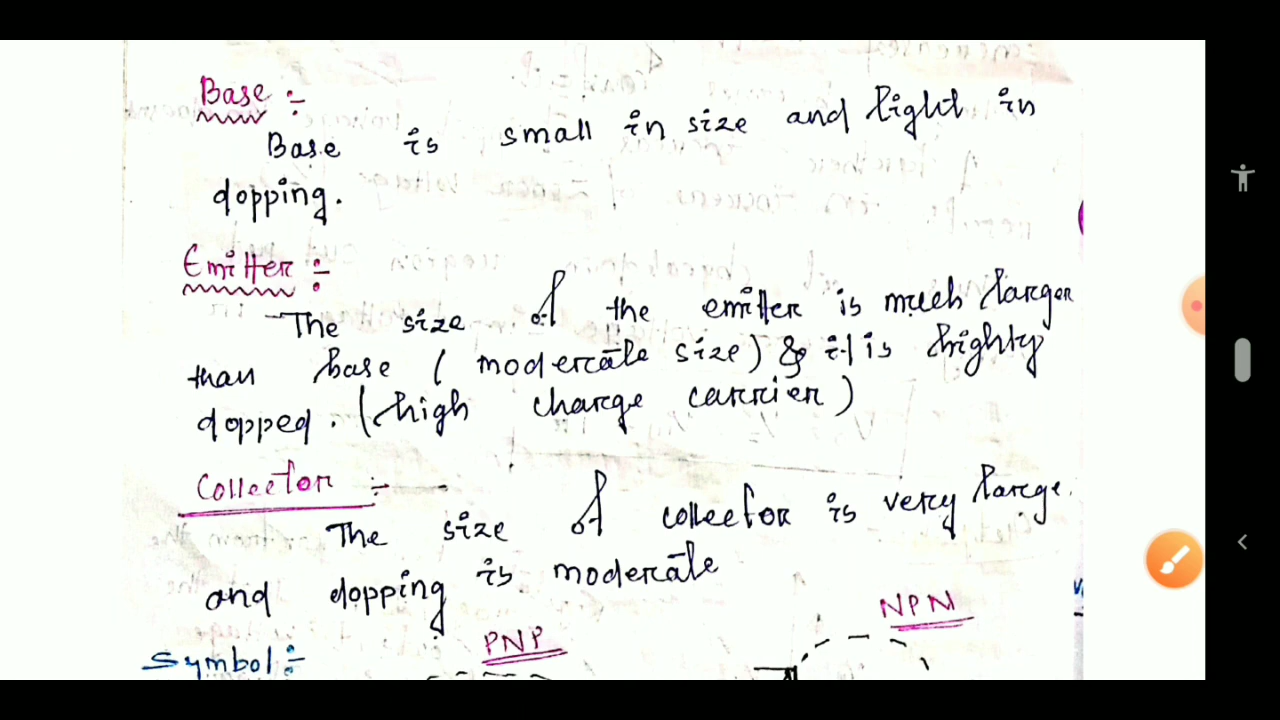 Base :-
Base is small in size and light in
dopping.
Emitter :-
The size of the emitter is much larger
than base ( moderate size ) & it is highly
dopped. (high charge carrier)
Collector :-
The size of collector is very large.
and dopping is moderate
NPN
PNP
Symbol :-